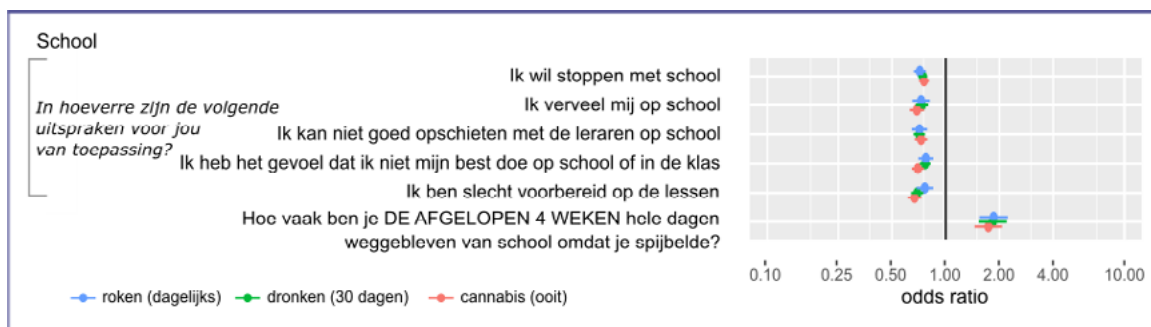 School
In hoeverre zijn de volgende
uitspraken voor jou
van toepassing?
Ik wil stoppen met school
Ik verveel mij op school
Ik kan niet goed opschieten met de leraren op school
Ik heb het gevoel dat ik niet mijn best doe op school of in de klas
Ik ben slecht voorbereid op de lessen
Hoe vaak ben je DE AFGELOPEN 4 WEKEN hele dagen
weggebleven van school omdat je spijbelde?
0.10 0.25 0.50 1.00 2.00 4.00 10.00
odds ratio
roken (dagelijks) dronken (30 dagen) cannabis (ooit)